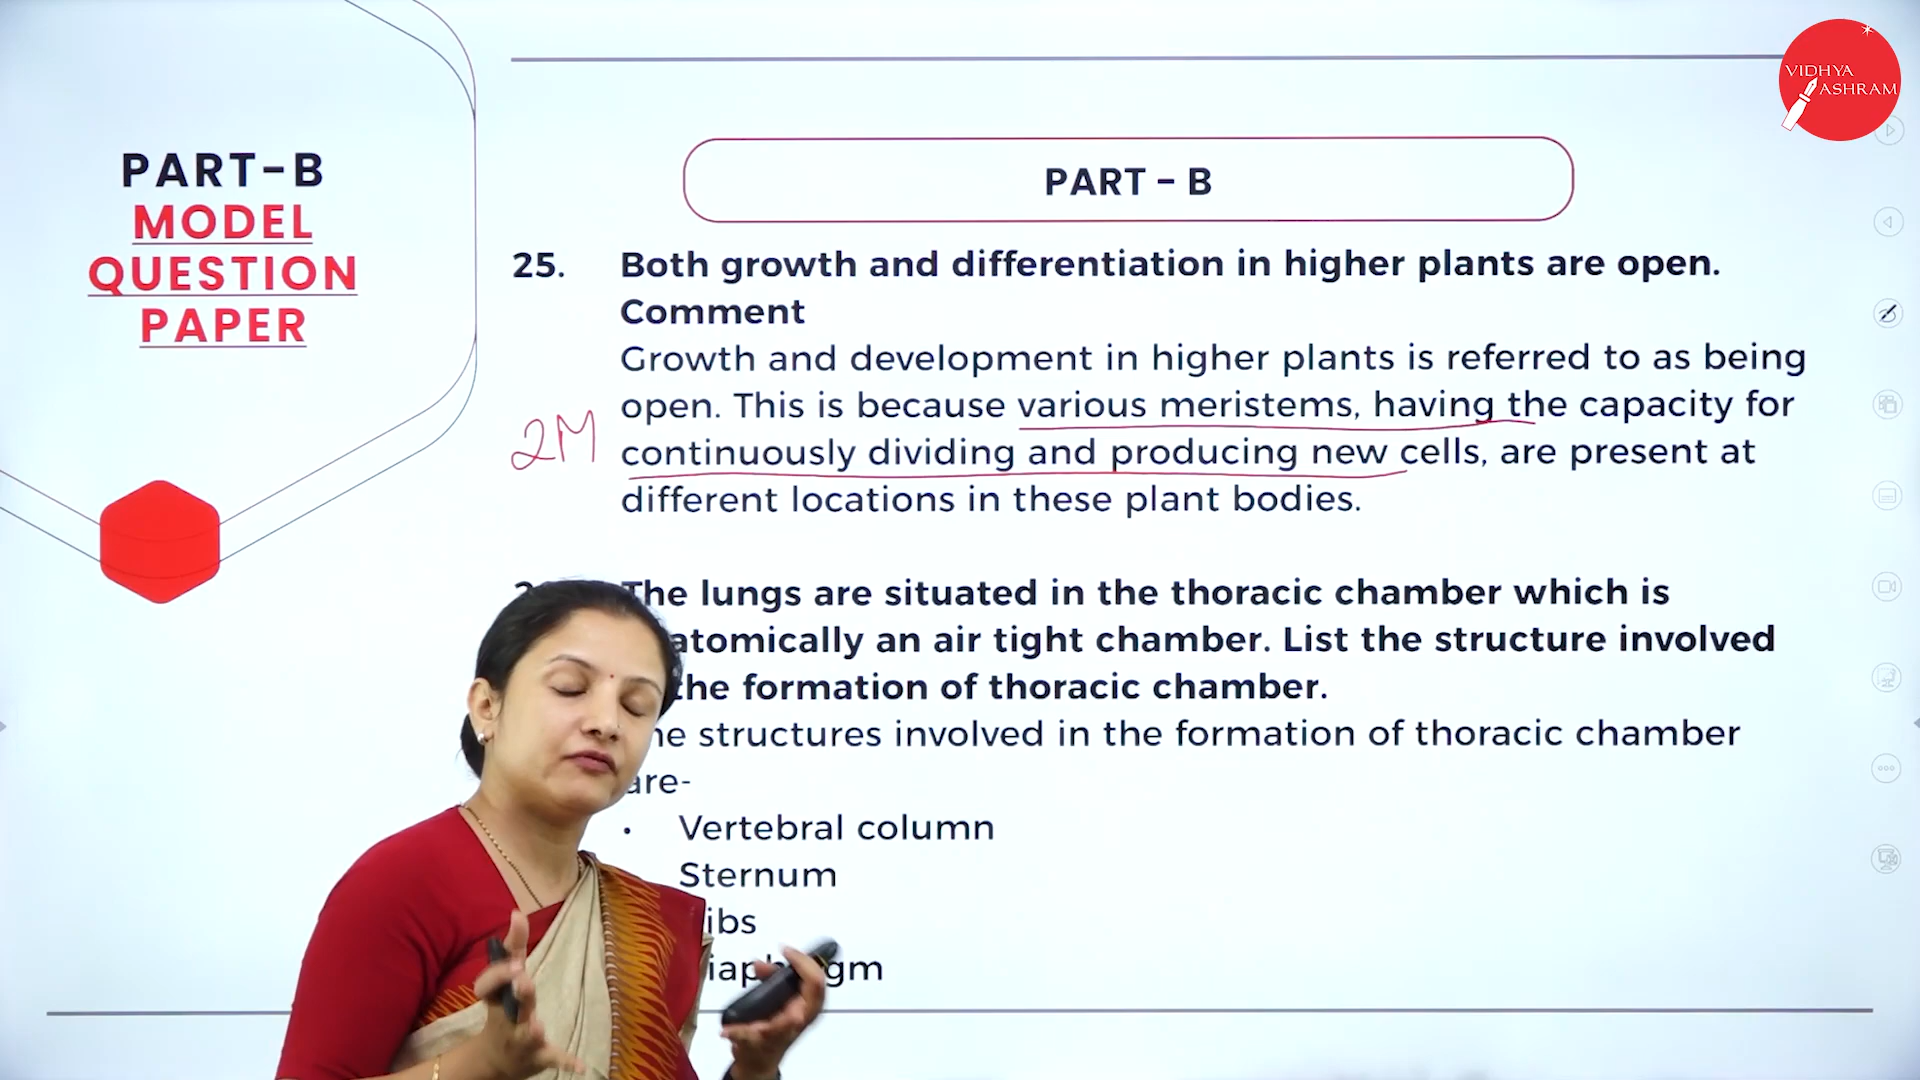 VIDHYA
ASHRAM
PART-B
MODEL
QUESTION
PAPER
PART - B
25. Both growth and differentiation in higher plants are open.
Comment
Growth and development in higher plants is referred to as being
open. This is because various meristems, having the capacity for
2M
continuously dividing and producing new cells, are present at
different locations in these plant bodies.
The lungs are situated in the thoracic chamber which is
atomically an air tight chamber. List the structure involved
the formation of thoracic chamber.
structures involved in the formation of thoracic chamber
are-
• Vertebral column
Sternum
ibs